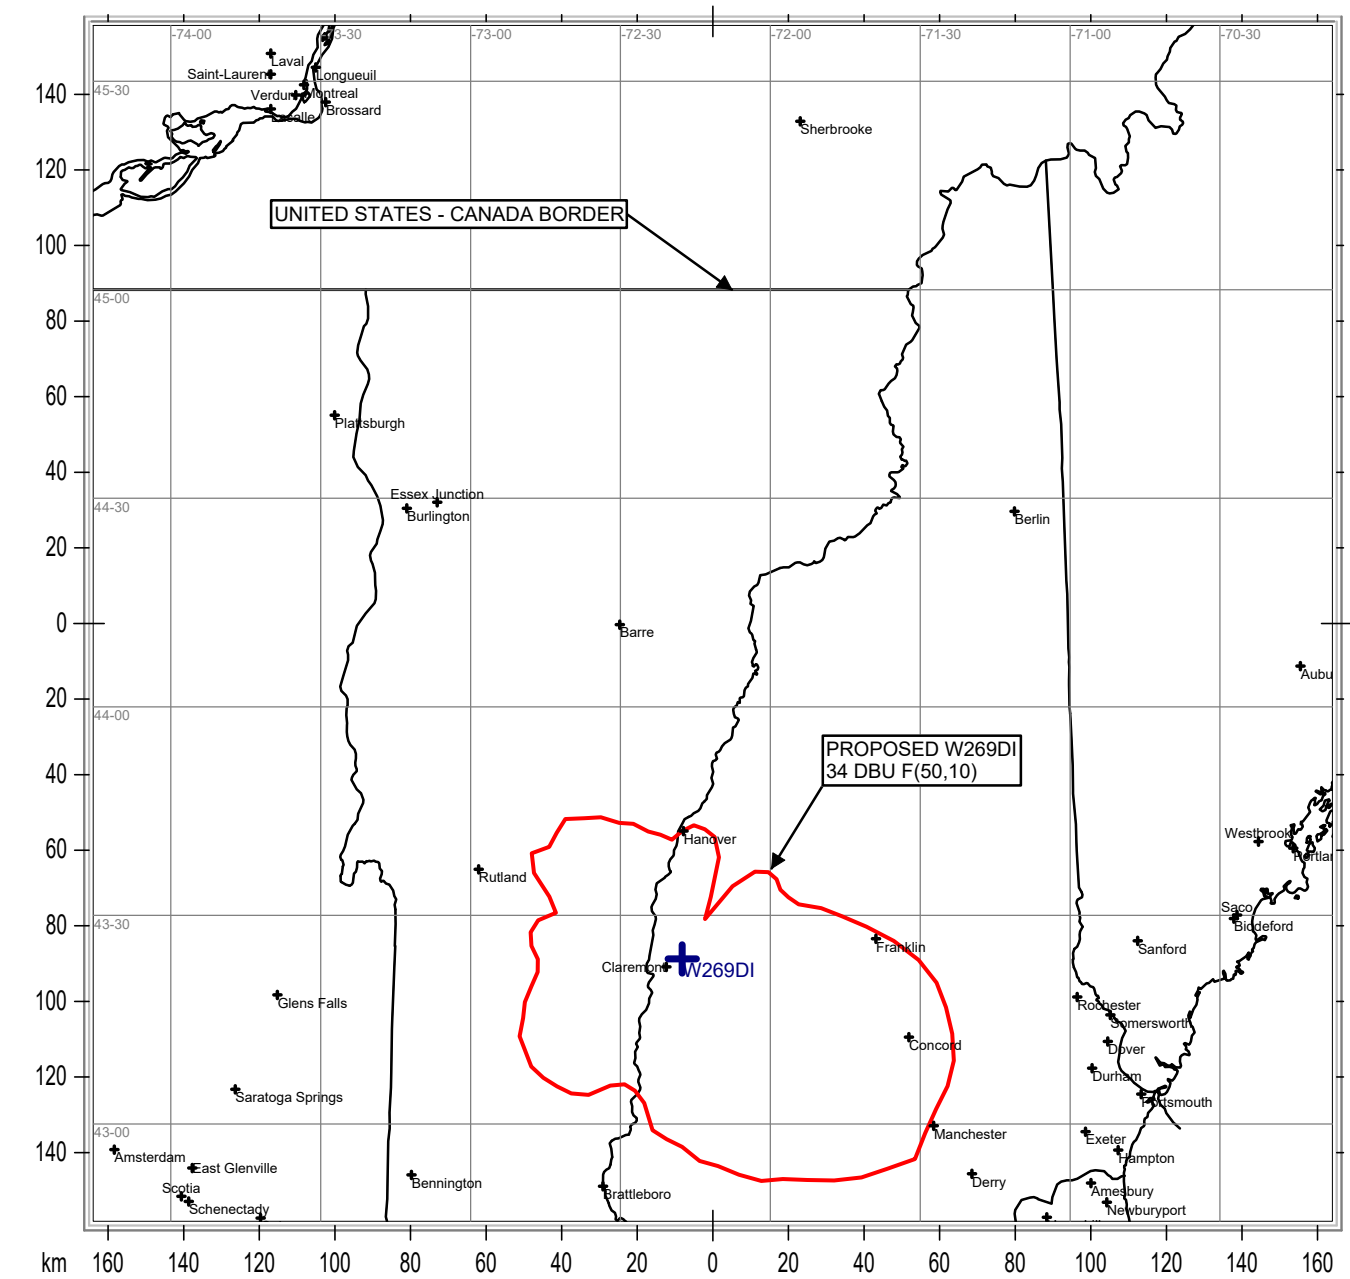 -74-00
-73-30
-73-00
-72-30
-72-00
-71-30
-71-00
-70-30
Laval
Saint-Laurent
Longueuil
140
45-30
Verdun
Montreal
Brossard
Lasalle
Sherbrooke
120
UNITED STATES - CANADA BORDER
100
45-00
80
60
Plattsburgh
40
Essex Junction
44-30
Burlington
Berlin
20
0
Barre
Aubu
20
44-00
PROPOSED W269DI
34 DBU F(50,10)
40
Westbrook
Hanover
60
Portlan
Rutland
Saco
43-30
80
Biddeford
Franklin
Sanford
Claremont
W269DI
100
Glens Falls
Rochester
Somersworth
Concord
Dover
120
Durham
Saratoga Springs
Portsmouth
43-00
Manchester
Exeter
140
Amsterdam
Hampton
East Glenville
Bennington
Derry
Scotia
Brattleboro
Amesbury
Schenectady
Newburyport
km 160 140 120 100 80 60 40 20 0 20 40 60 80 100 120 140 160